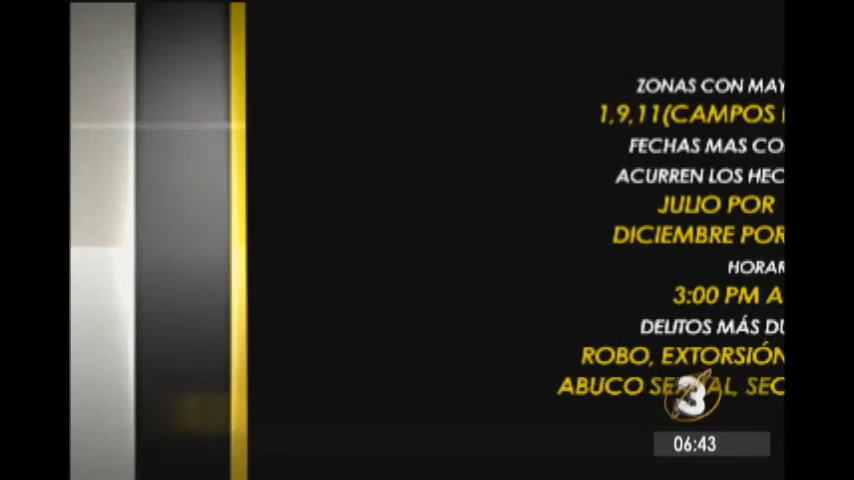 ZONAS CON MAY
1,9,11(CAMPOS
FECHAS MAS CO
ACURREN LOS HEC
JULIO POR
DICIEMBRE POR
HORAR
3:00 PM A
DELITOS MÁS DU
ROBO, EXTORSIÓN
ABUCO SEXUAL, SEC
3
06:43